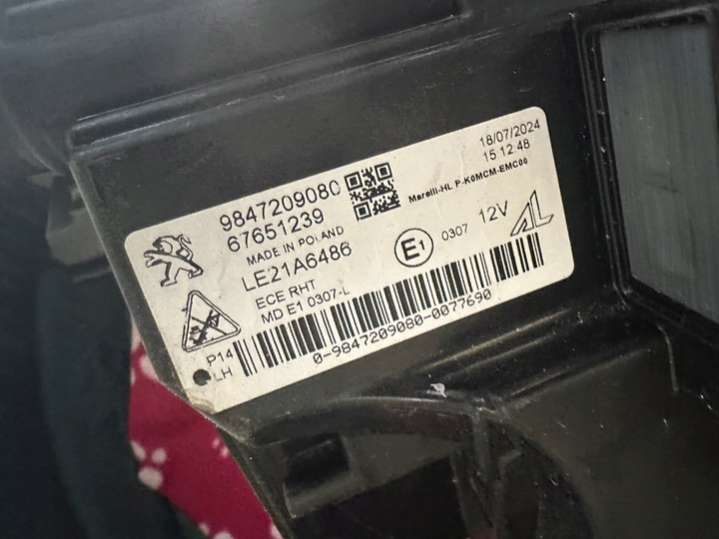 18/07/2024
15:12:48
9847209080
67651239
MADE IN POLAND
Marelli-HL P-K0MCM-EMC00
LE21A6486
E1
0307
12V
AL
ECE RHT
MD E1 0307-L
P14
LH
0-9847209080-0077690